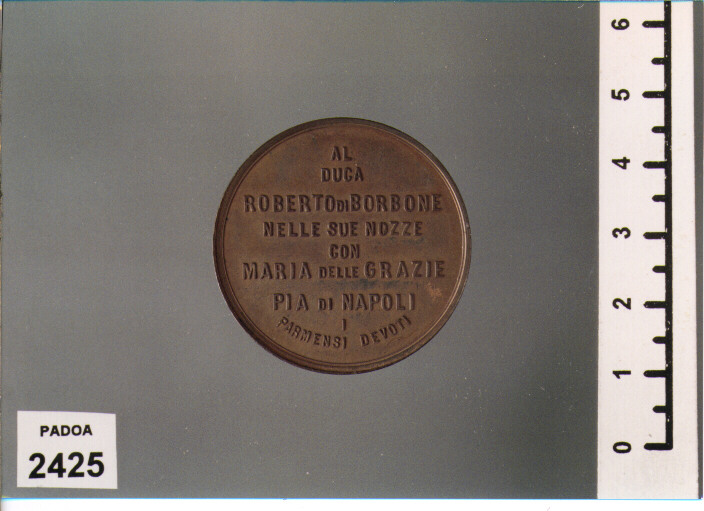 AL
DUCA
ROBERTO DI BORBONE
NELLE SUE NOZZE
CON
MARIA DELLE GRAZIE
PIA DI NAPOLI
I
PARMENSI DEVOTI
PADOA
2425
6
5
4
3
2
1
0